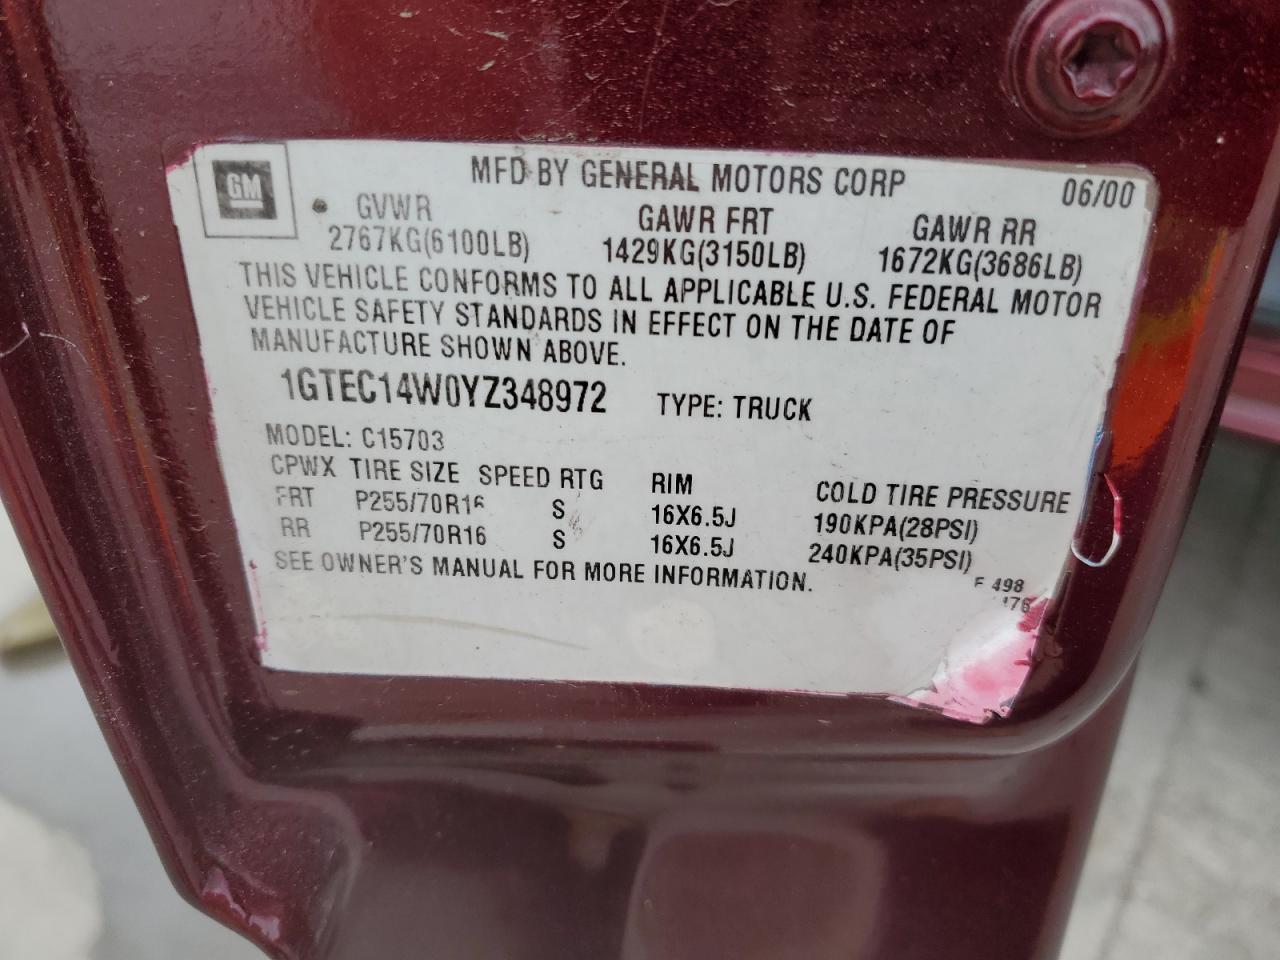 GM
MFD BY GENERAL MOTORS CORP 06/00
GVWR GAWR FRT GAWR RR
2767KG(6100LB) 1429KG(3150LB) 1672KG(3686LB)
THIS VEHICLE CONFORMS TO ALL APPLICABLE U.S. FEDERAL MOTOR
VEHICLE SAFETY STANDARDS IN EFFECT ON THE DATE OF
MANUFACTURE SHOWN ABOVE.
1GTEC14W0YZ348972 TYPE: TRUCK
MODEL: C15703
CPWX TIRE SIZE SPEED RTG RIM COLD TIRE PRESSURE
FRT P255/70R16 S 16X6.5J 190KPA(28PSI)
RR P255/70R16 S 16X6.5J 240KPA(35PSI)
SEE OWNER'S MANUAL FOR MORE INFORMATION.
498